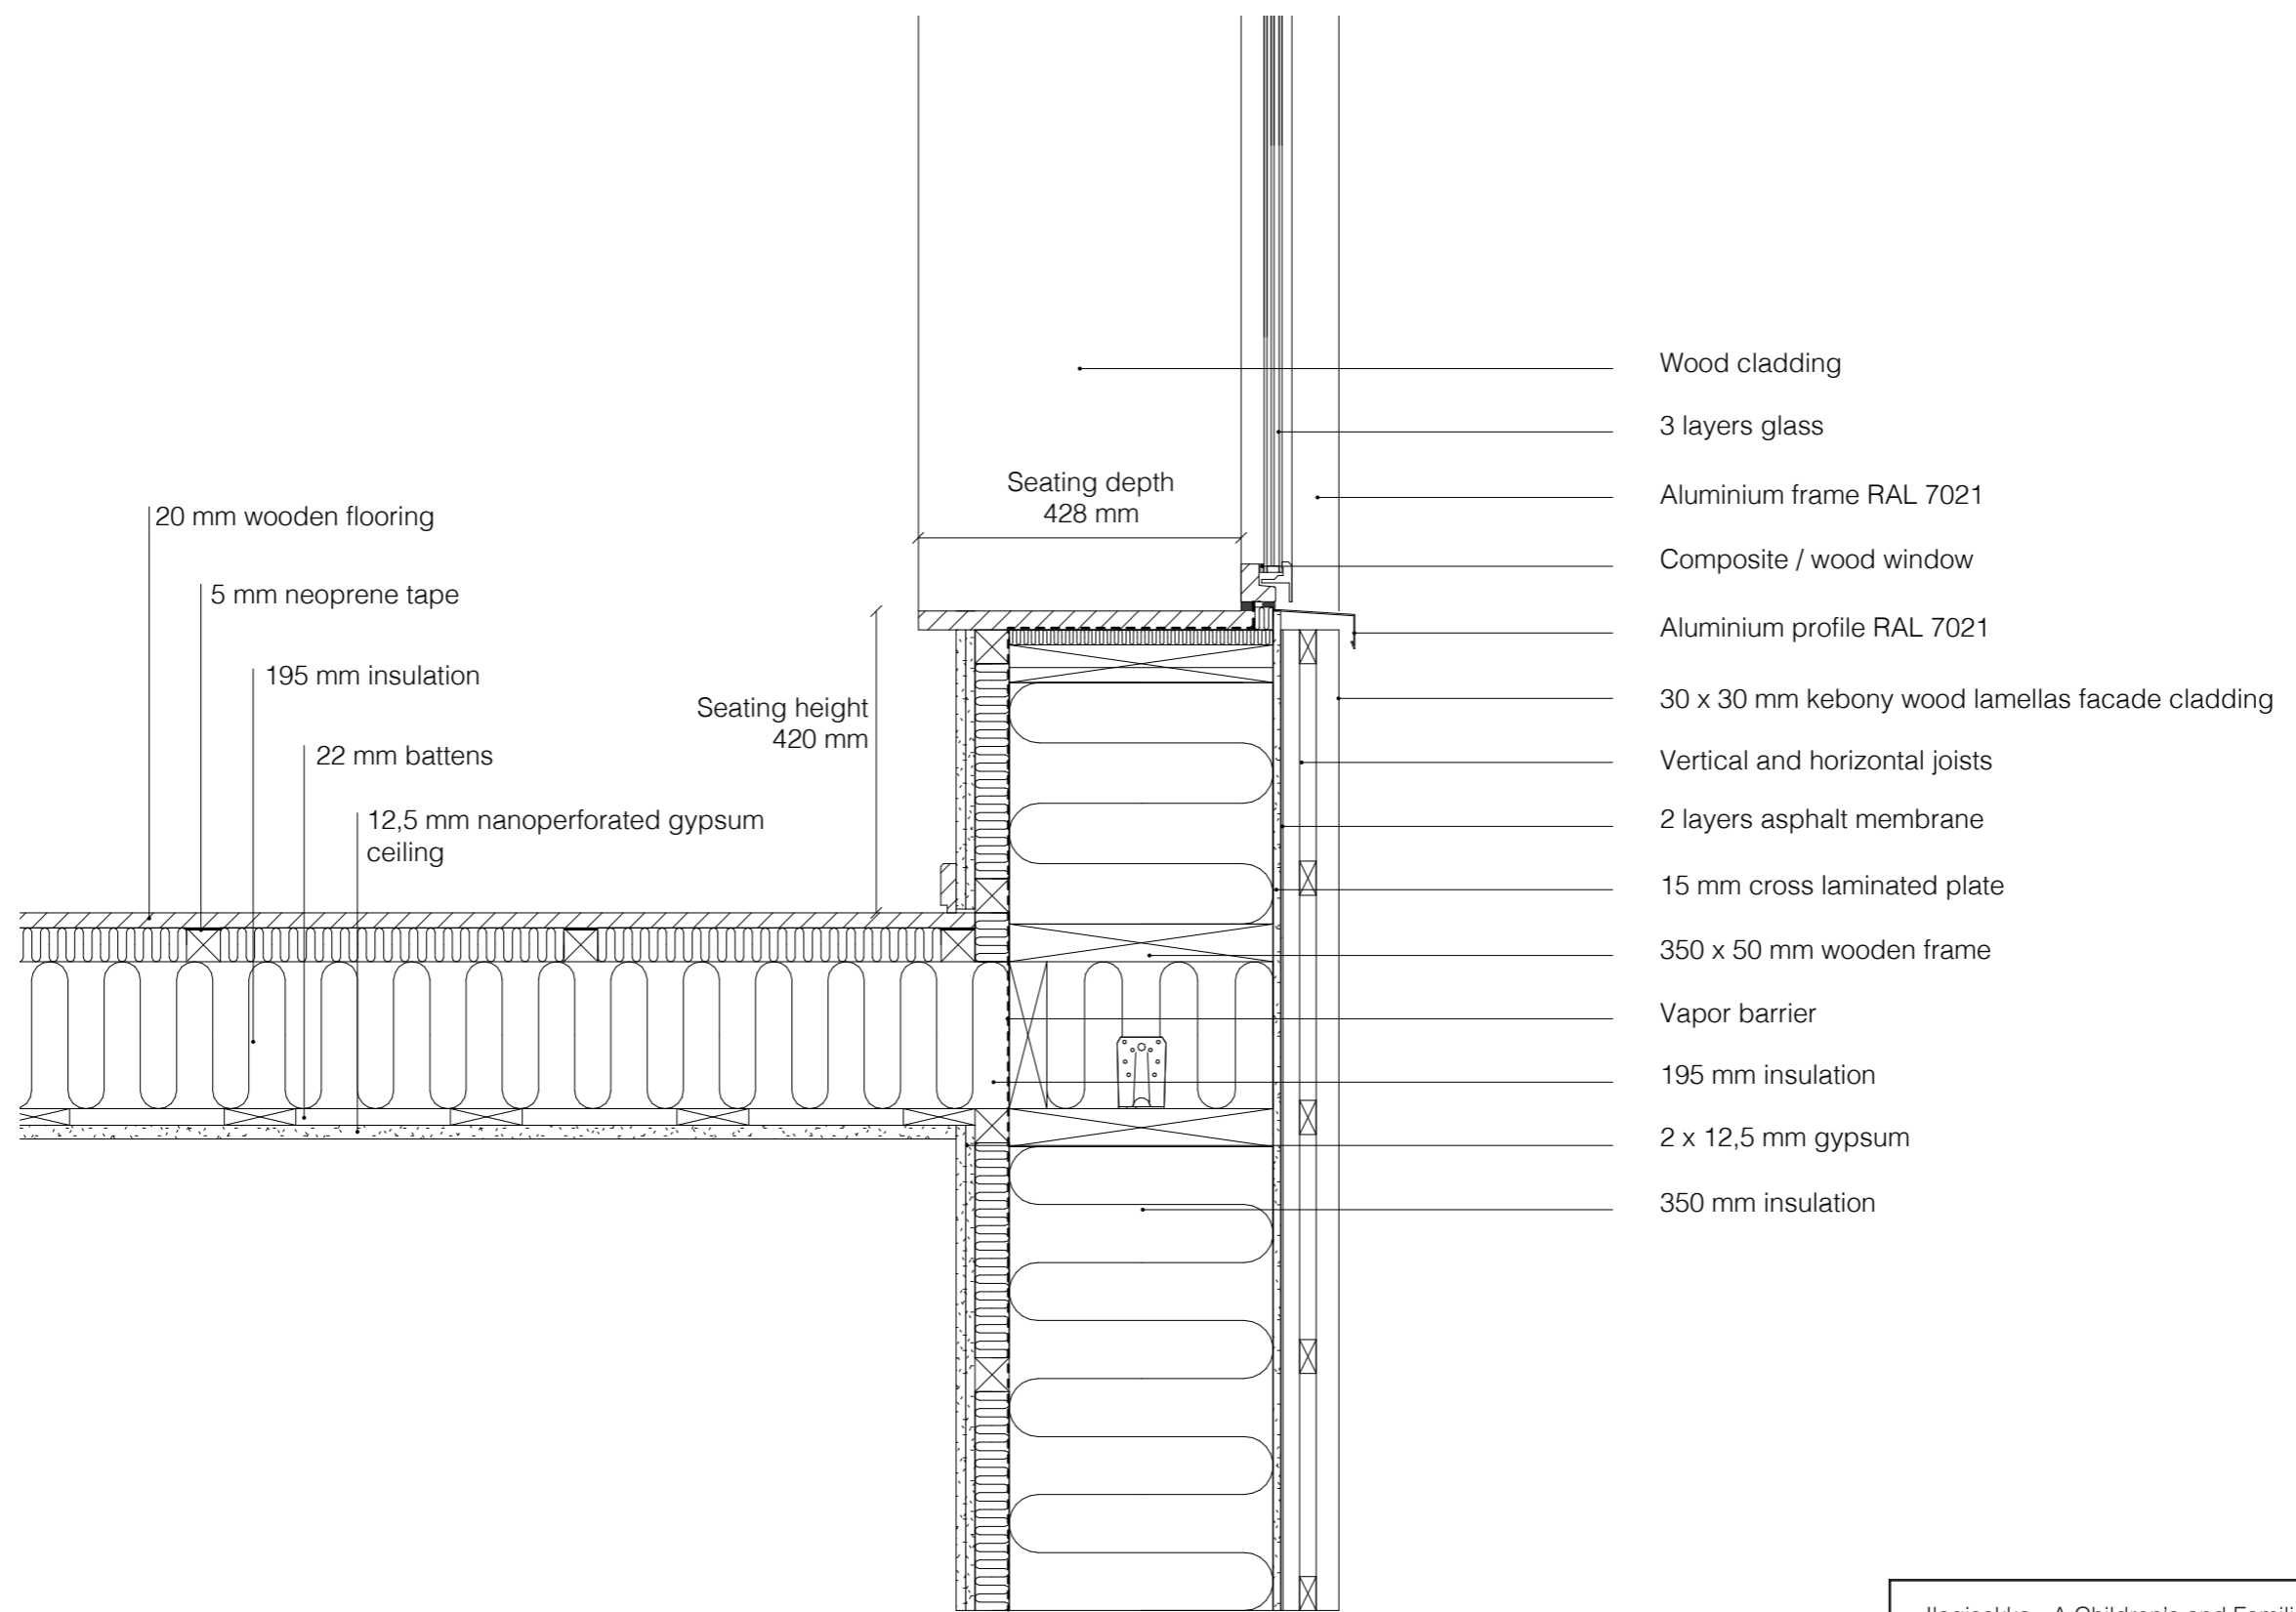 Wood cladding
3 layers glass
Seating depth
428 mm
Aluminium frame RAL 7021
20 mm wooden flooring
Composite / wood window
5 mm neoprene tape
Aluminium profile RAL 7021
195 mm insulation
30 x 30 mm kebony wood lamellas facade cladding
Seating height
420 mm
22 mm battens
Vertical and horizontal joists
12,5 mm nanoperforated gypsum
ceiling
2 layers asphalt membrane
15 mm cross laminated plate
350 x 50 mm wooden frame
Vapor barrier
195 mm insulation
2 x 12,5 mm gypsum
350 mm insulation